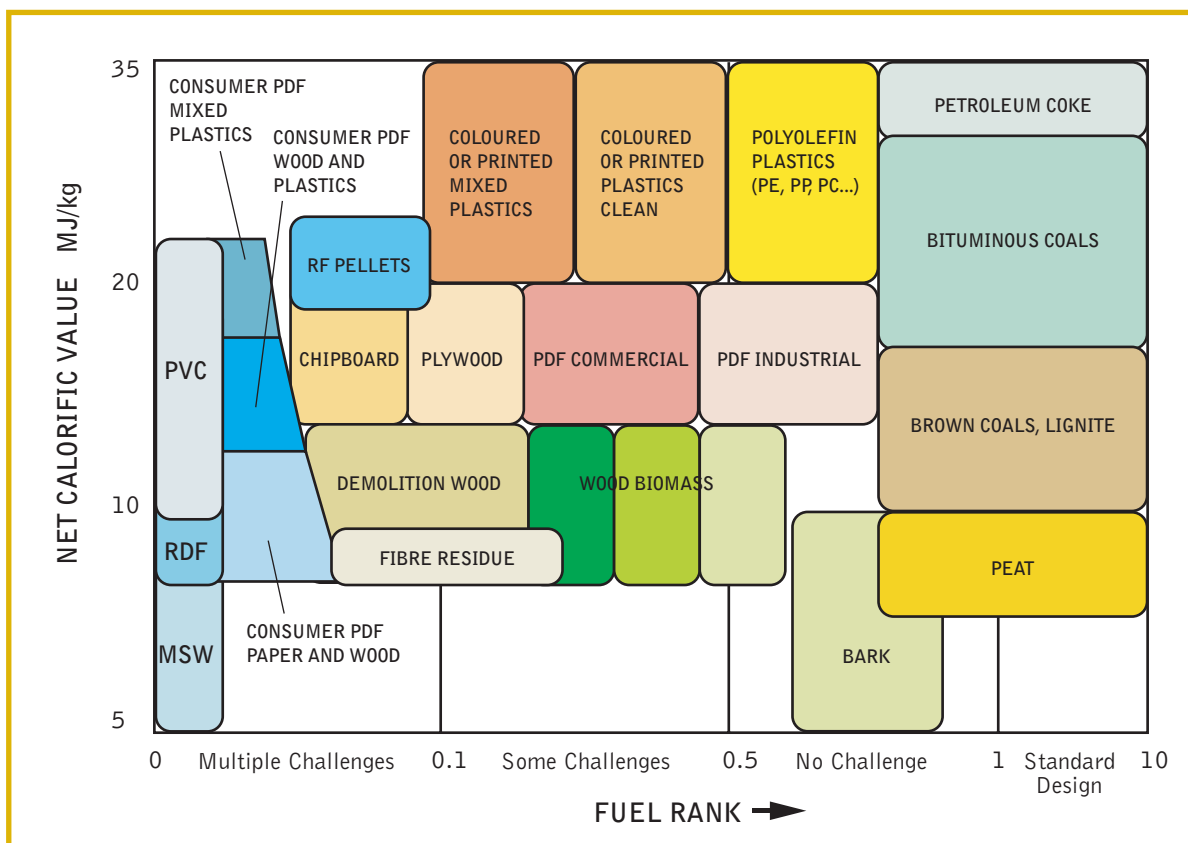 35
CONSUMER PDF
MIXED
PLASTICS
CONSUMER PDF
WOOD AND
PLASTICS
COLOURED
OR PRINTED
MIXED
PLASTICS
COLOURED
OR PRINTED
PLASTICS
CLEAN
POLYOLEFIN
PLASTICS
(PE, PP, PC...)
PETROLEUM COKE
BITUMINOUS COALS
RF PELLETS
20
NET CALORIFIC VALUE MJ/kg
PVC
CHIPBOARD
PLYWOOD
PDF COMMERCIAL
PDF INDUSTRIAL
BROWN COALS, LIGNITE
DEMOLITION WOOD
WOOD BIOMASS
10
RDF
FIBRE RESIDUE
PEAT
MSW
CONSUMER PDF
PAPER AND WOOD
BARK
5
0 Multiple Challenges 0.1 Some Challenges 0.5 No Challenge 1 Standard 10
Design
FUEL RANK